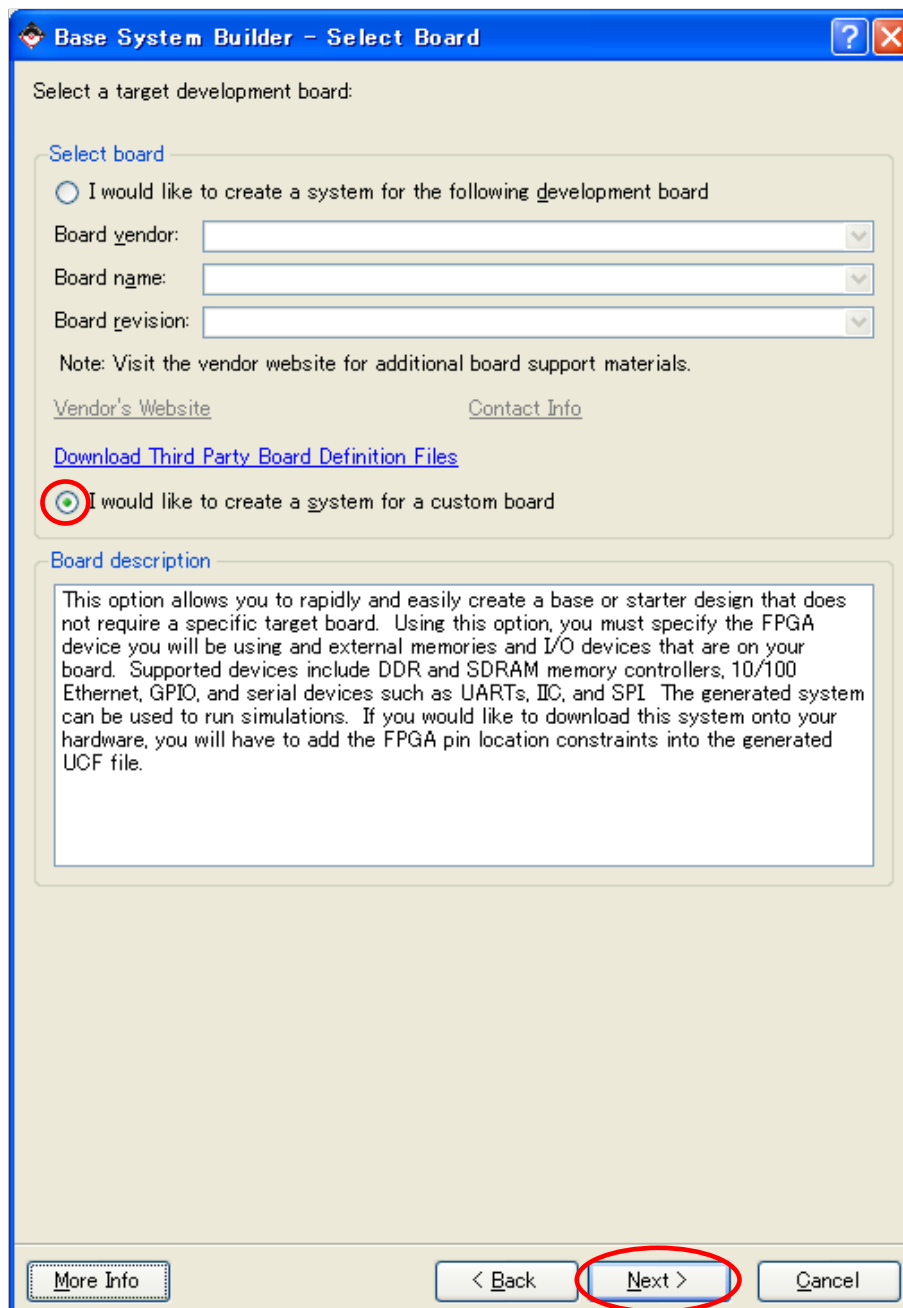 Base System Builder - Select Board
Select a target development board:
Select board
I would like to create a system for the following development board
Board vendor:
Board name:
Board revision:
Note: Visit the vendor website for additional board support materials.
Vendor's Website Contact Info
Download Third Party Board Definition Files
I would like to create a system for a custom board
Board description
This option allows you to rapidly and easily create a base or starter design that does
not require a specific target board.  Using this option, you must specify the FPGA
device you will be using and external memories and I/O devices that are on your
board.  Supported devices include DDR and SDRAM memory controllers, 10/100
Ethernet, GPIO, and serial devices such as UARTs, IIC, and SPI.  The generated system
can be used to run simulations.  If you would like to download this system onto your
hardware, you will have to add the FPGA pin location constraints into the generated
UCF file.
More Info < Back Next > Cancel